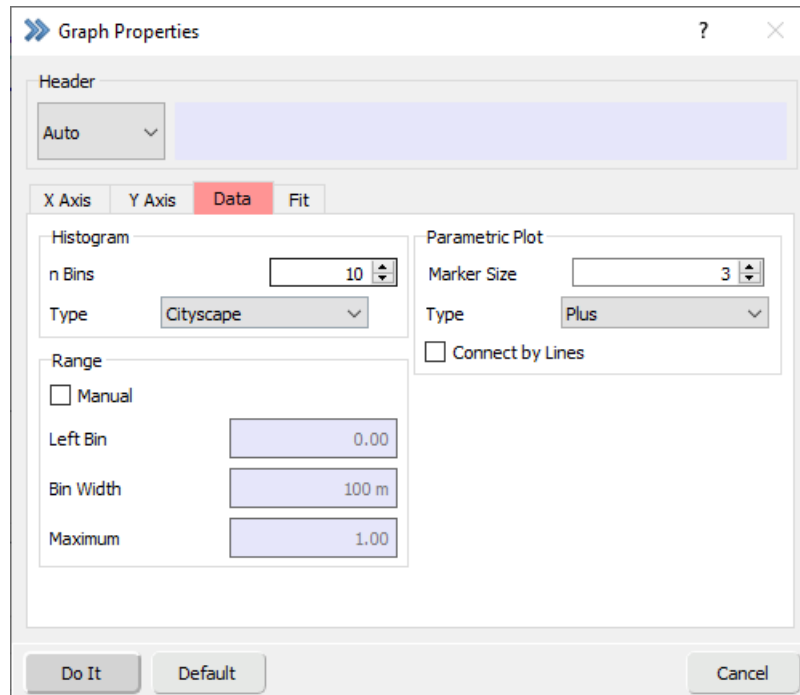 Graph Properties ?
Header
Auto
X Axis Y Axis Data Fit
Histogram
n Bins 10
Type Cityscape
Range
Manual
Left Bin 0.00
Bin Width 100 m
Maximum 1.00
Parametric Plot
Marker Size 3
Type Plus
Connect by Lines
Do It Default Cancel